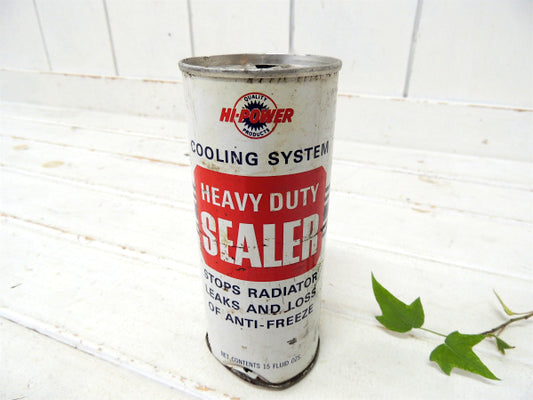 QUALITY
HI-POWER
PRODUCTS
COOLING SYSTEM
HEAVY DUTY
SEALER
STOPS RADIATOR
LEAKS AND LOSS
OF ANTI-FREEZE
NET CONTENTS 15 FLUID OZS.